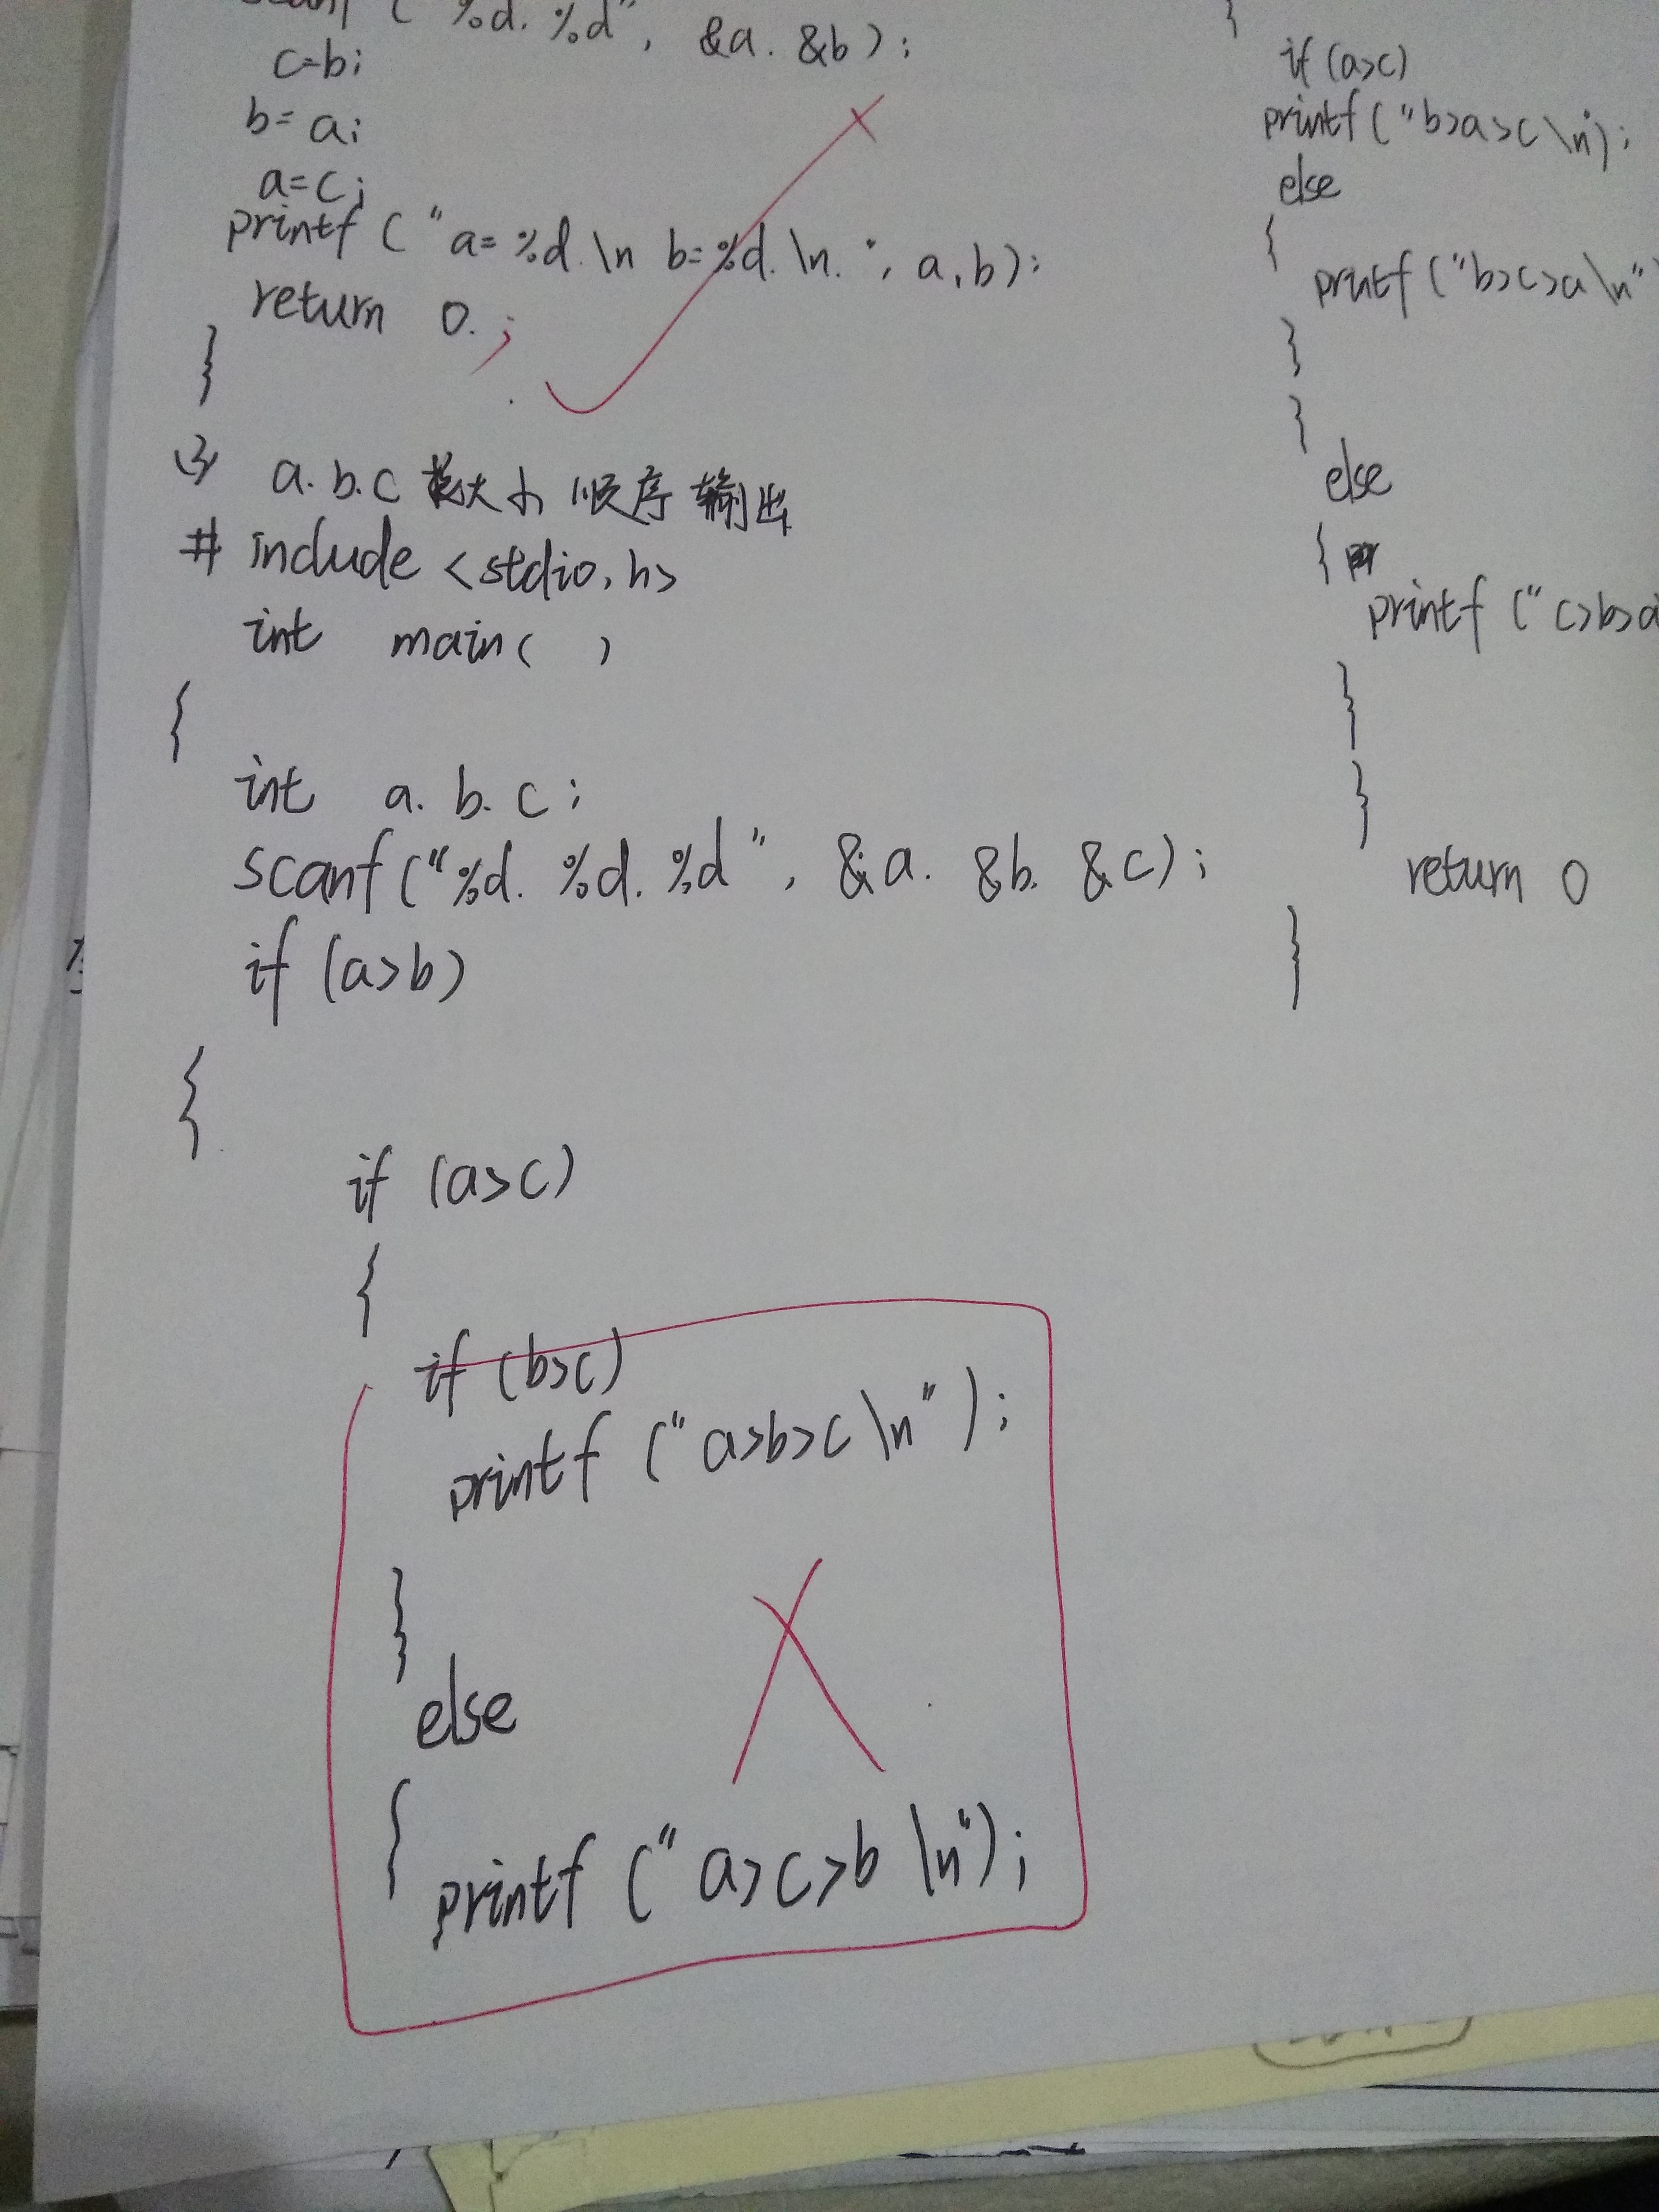 scanf ( "%d. %d", &a. &b );
c=b;
b= a;
a=c;
printf ( "a= %d.\n b=%d.\n.", a,b);
return 0.;
}
(3) a.b.c 按大小 顺序 输出
# include <stdio.h>
int main( )
{
int a. b. c ;
scanf ("%d. %d. %d ", &a. &b. &c) ;
if (a>b)
{
if (a>c)
{
if (b>c)
printf ("a>b>c \n" );
}
else
{
printf (" a>c>b \n");
if (a>c)
printf ("b>a>c \n");
else
{
printf ("b>c>a \n"
}
}
else
{
printf (" c>b>a
}
}
return 0
}